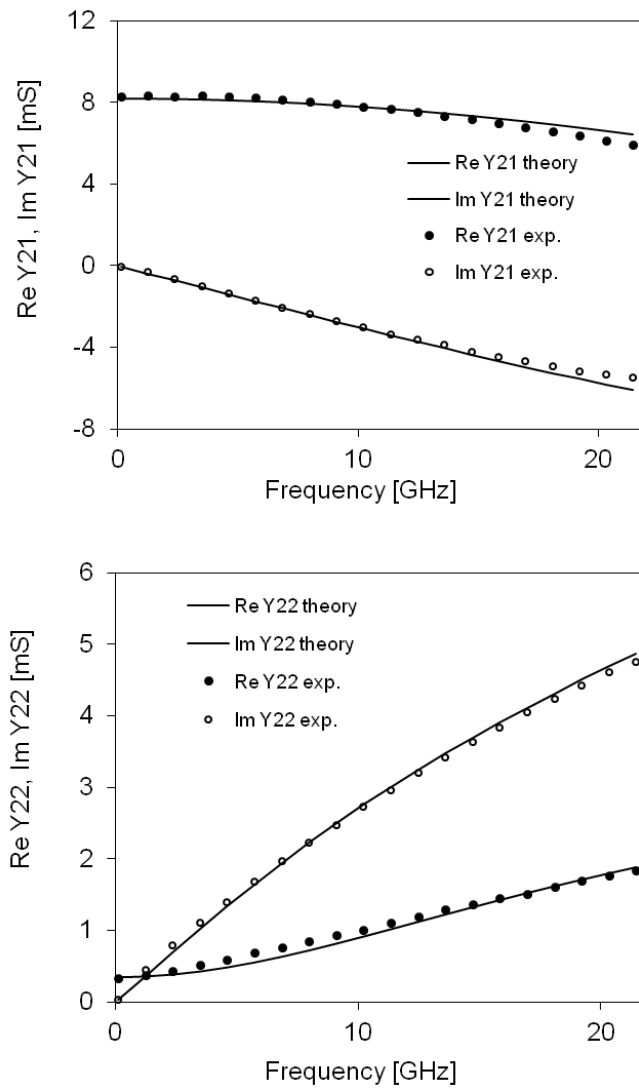 12
8
4
0
-4
-8
Re Y21, Im Y21 [mS]
Re Y21 theory
Im Y21 theory
Re Y21 exp.
Im Y21 exp.
0
10
20
Frequency [GHz]
6
5
4
3
2
1
0
Re Y22, Im Y22 [mS]
Re Y22 theory
Im Y22 theory
Re Y22 exp.
Im Y22 exp.
0
10
20
Frequency [GHz]